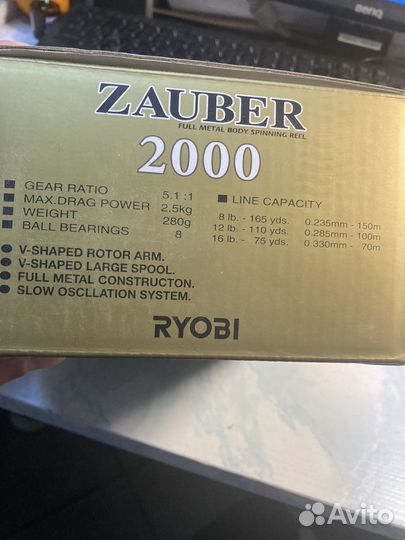 BenQ
ZAUBER
FULL METAL BODY SPINNING REEL
2000
GEAR RATIO 5.1 :1
MAX.DRAG POWER 2.5kg
WEIGHT 280g
BALL BEARINGS 8
LINE CAPACITY
8 lb. - 165 yds. 0.235mm - 150m
12 lb. - 110 yds. 0.285mm - 100m
16 lb. - 75 yds. 0.330mm - 70m
V-SHAPED ROTOR ARM.
V-SHAPED LARGE SPOOL.
FULL METAL CONSTRUCTON.
SLOW OSCLLATION SYSTEM.
RYOBI
Avito